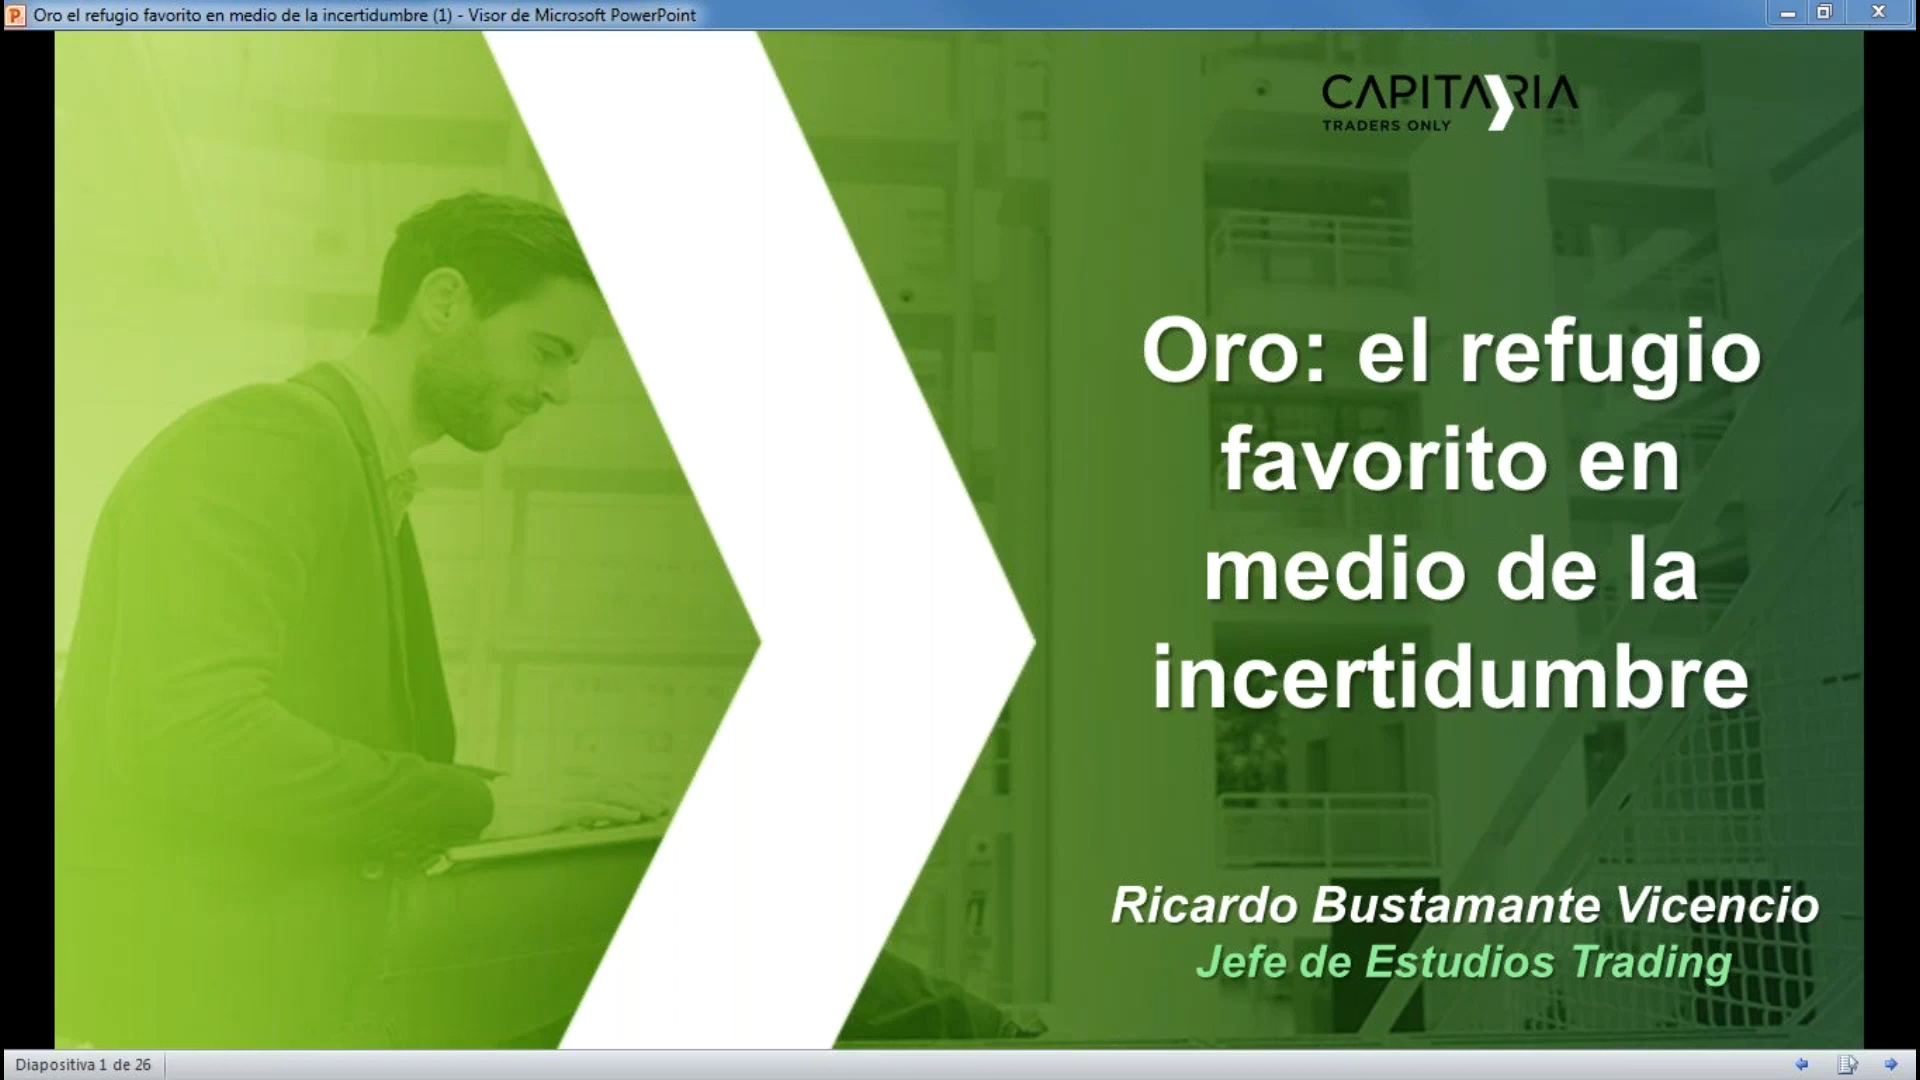 Oro el refugio favorito en medio de la incertidumbre (1) - Visor de Microsoft PowerPoint
CAPITARIA
TRADERS ONLY
Oro: el refugio
favorito en
medio de la
incertidumbre
Ricardo Bustamante Vicencio
Jefe de Estudios Trading
Diapositiva 1 de 26